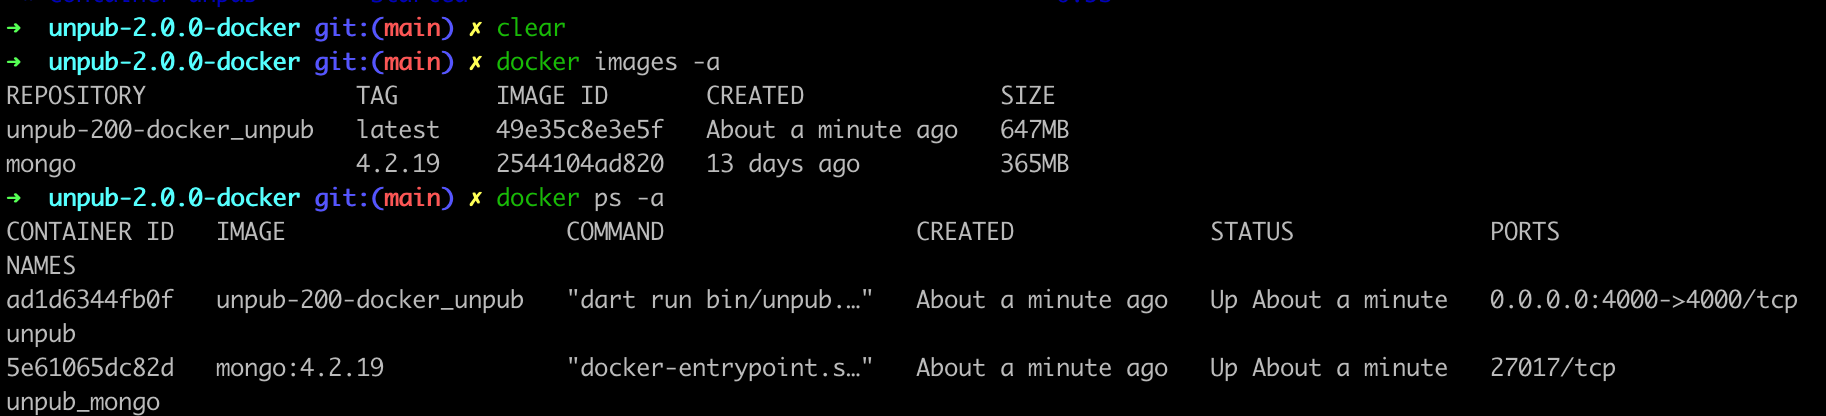 ➜  unpub-2.0.0-docker git:(main) ✗ clear
➜  unpub-2.0.0-docker git:(main) ✗ docker images -a
REPOSITORY               TAG       IMAGE ID       CREATED              SIZE
unpub-200-docker_unpub   latest    49e35c8e3e5f   About a minute ago   647MB
mongo                    4.2.19    2544104ad820   13 days ago          365MB
➜  unpub-2.0.0-docker git:(main) ✗ docker ps -a
CONTAINER ID   IMAGE                    COMMAND                  CREATED              STATUS              PORTS
NAMES
ad1d6344fb0f   unpub-200-docker_unpub   "dart run bin/unpub.…"   About a minute ago   Up About a minute   0.0.0.0:4000->4000/tcp
unpub
5e61065dc82d   mongo:4.2.19             "docker-entrypoint.s…"   About a minute ago   Up About a minute   27017/tcp
unpub_mongo